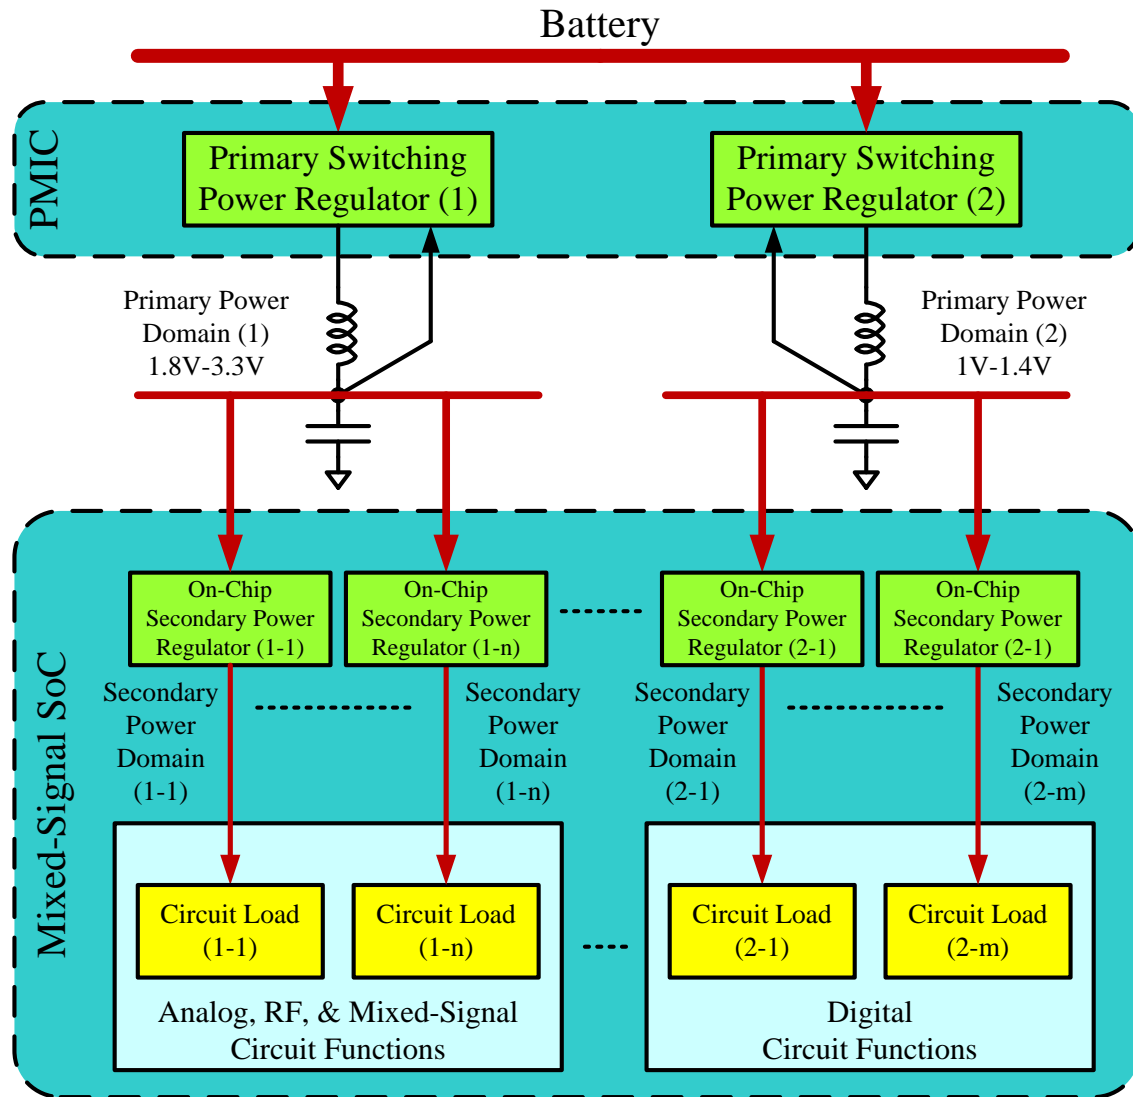 Battery
PMIC
Primary Switching
Power Regulator (1)
Primary Switching
Power Regulator (2)
Primary Power
Domain (1)
1.8V-3.3V
Primary Power
Domain (2)
1V-1.4V
Mixed-Signal SoC
On-Chip
Secondary Power
Regulator (1-1)
On-Chip
Secondary Power
Regulator (1-n)
On-Chip
Secondary Power
Regulator (2-1)
On-Chip
Secondary Power
Regulator (2-1)
Secondary
Power
Domain
(1-1)
Secondary
Power
Domain
(1-n)
Secondary
Power
Domain
(2-1)
Secondary
Power
Domain
(2-m)
Circuit Load
(1-1)
Circuit Load
(1-n)
Circuit Load
(2-1)
Circuit Load
(2-m)
Analog, RF, & Mixed-Signal
Circuit Functions
Digital
Circuit Functions